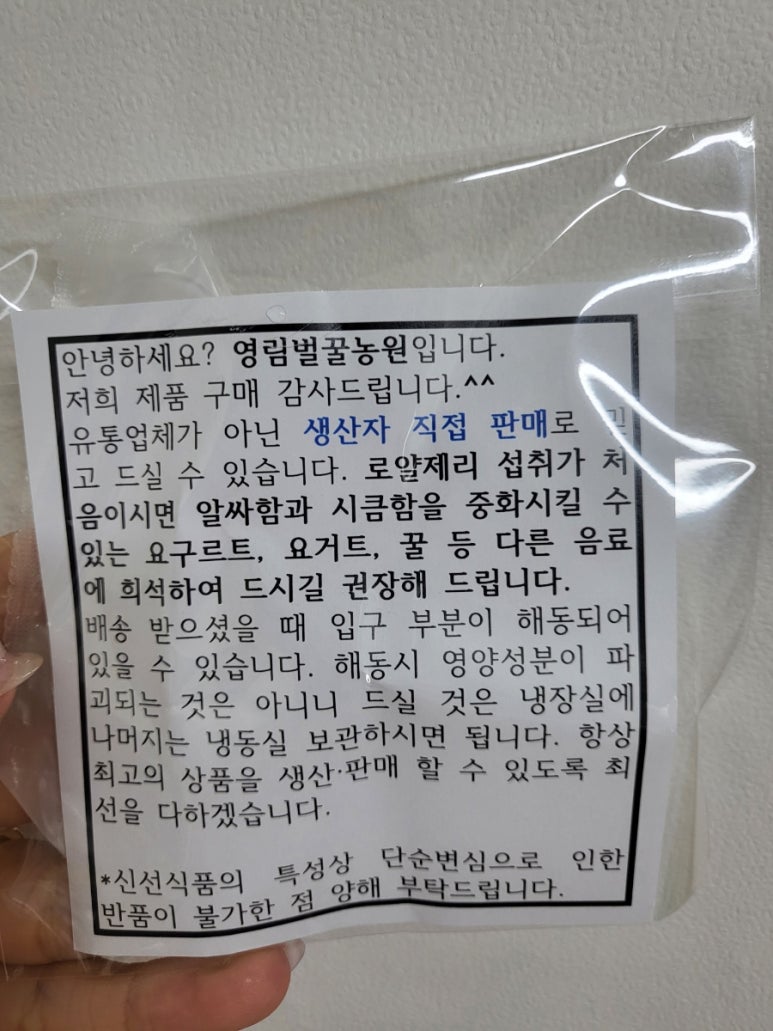 안녕하세요? 영림벌꿀농원입니다.
저희 제품 구매 감사드립니다.^^
유통업체가 아닌 생산자 직접 판매로 믿
고 드실 수 있습니다. 로얄제리 섭취가 처
음이시면 알싸함과 시큼함을 중화시킬 수
있는 요구르트, 요거트, 꿀 등 다른 음료
에 희석하여 드시길 권장해 드립니다.
배송 받으셨을 때 입구 부분이 해동되어
있을 수 있습니다. 해동시 영양성분이 파
괴되는 것은 아니니 드실 것은 냉장실에
나머지는 냉동실 보관하시면 됩니다. 항상
최고의 상품을 생산·판매 할 수 있도록 최
선을 다하겠습니다.
*신선식품의 특성상 단순변심으로 인한
반품이 불가한 점 양해 부탁드립니다.